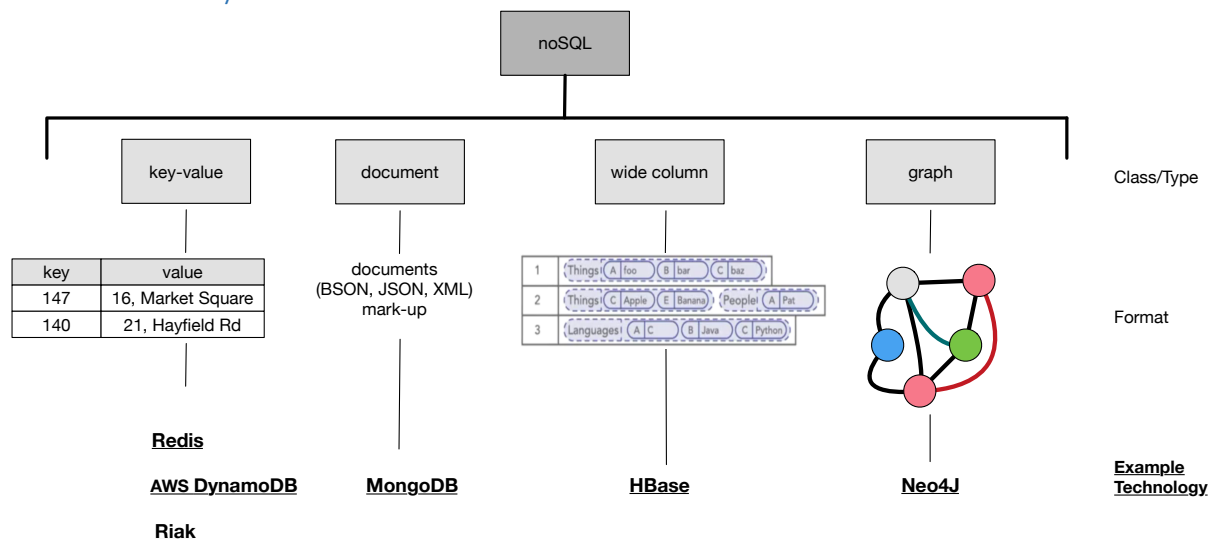 noSQL
key-value
document
wide column
graph
Class/Type
key value
147 16, Market Square
140 21, Hayfield Rd
documents
(BSON, JSON, XML)
mark-up
1 Things A foo B bar C baz
2 Things C Apple E Banana People A Pat
3 Languages A C B Java C Python
Format
Redis
AWS DynamoDB
Riak
MongoDB
HBase
Neo4J
Example
Technology